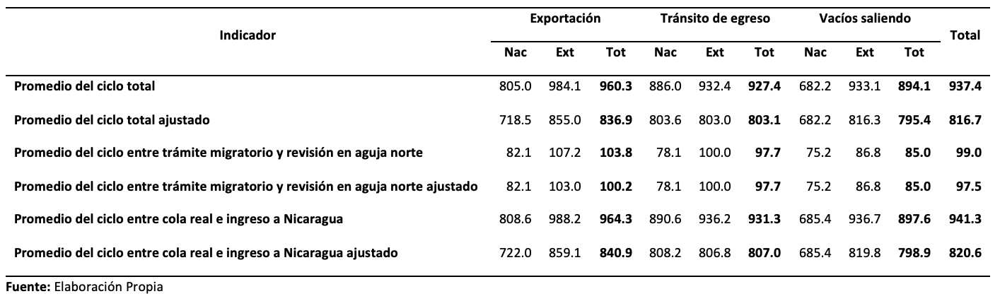 Indicador Exportación Tránsito de egreso Vacíos saliendo Total
Nac Ext Tot Nac Ext Tot Nac Ext Tot
Promedio del ciclo total 805.0 984.1 960.3 886.0 932.4 927.4 682.2 933.1 894.1 937.4
Promedio del ciclo total ajustado 718.5 855.0 836.9 803.6 803.0 803.1 682.2 816.3 795.4 816.7
Promedio del ciclo entre trámite migratorio y revisión en aguja norte 82.1 107.2 103.8 78.1 100.0 97.7 75.2 86.8 85.0 99.0
Promedio del ciclo entre trámite migratorio y revisión en aguja norte ajustado 82.1 103.0 100.2 78.1 100.0 97.7 75.2 86.8 85.0 97.5
Promedio del ciclo entre cola real e ingreso a Nicaragua 808.6 988.2 964.3 890.6 936.2 931.3 685.4 936.7 897.6 941.3
Promedio del ciclo entre cola real e ingreso a Nicaragua ajustado 722.0 859.1 840.9 808.2 806.8 807.0 685.4 819.8 798.9 820.6
Fuente: Elaboración Propia